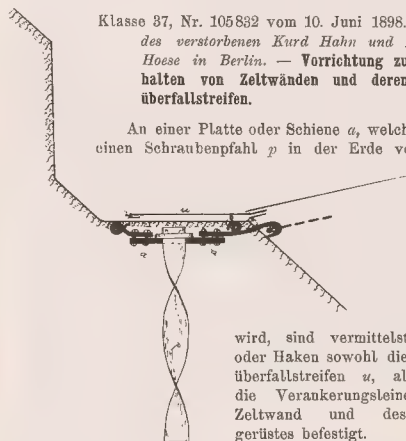 Klasse 37, Nr. 105832 vom 10. Juni 1898.
des verstorbenen Kurd Hahn und
Hoese in Berlin. — Vorrichtung zu
halten von Zeltwänden und deren
überfallstreifen.
An einer Platte oder Schiene a, welch
einen Schraubenpfahl p in der Erde ve
u
a
a
wird, sind vermittelst
oder Haken sowohl die
überfallstreifen u, al
die Verankerungsleine
Zeltwand und des
gerüstes befestigt.